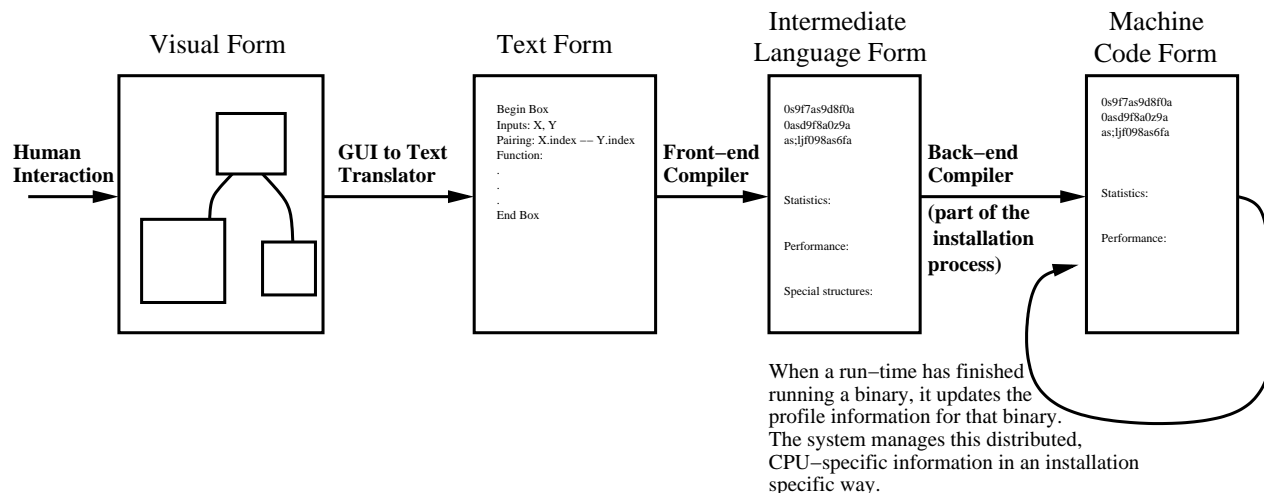 Visual Form
Text Form
Intermediate
Language Form
Machine
Code Form
Human
Interaction
GUI to Text
Translator
Begin Box
Inputs: X, Y
Pairing: X.index −− Y.index
Function:
.
.
.
End Box
Front−end
Compiler
0s9f7as9d8f0a
0asd9f8a0z9a
as;ljf098as6fa
Statistics:
Performance:
Special structures:
Back−end
Compiler
(part of the
installation
process)
0s9f7as9d8f0a
0asd9f8a0z9a
as;ljf098as6fa
Statistics:
Performance:
When a run−time has finished
running a binary, it updates the
profile information for that binary.
The system manages this distributed,
CPU−specific information in an installation
specific way.